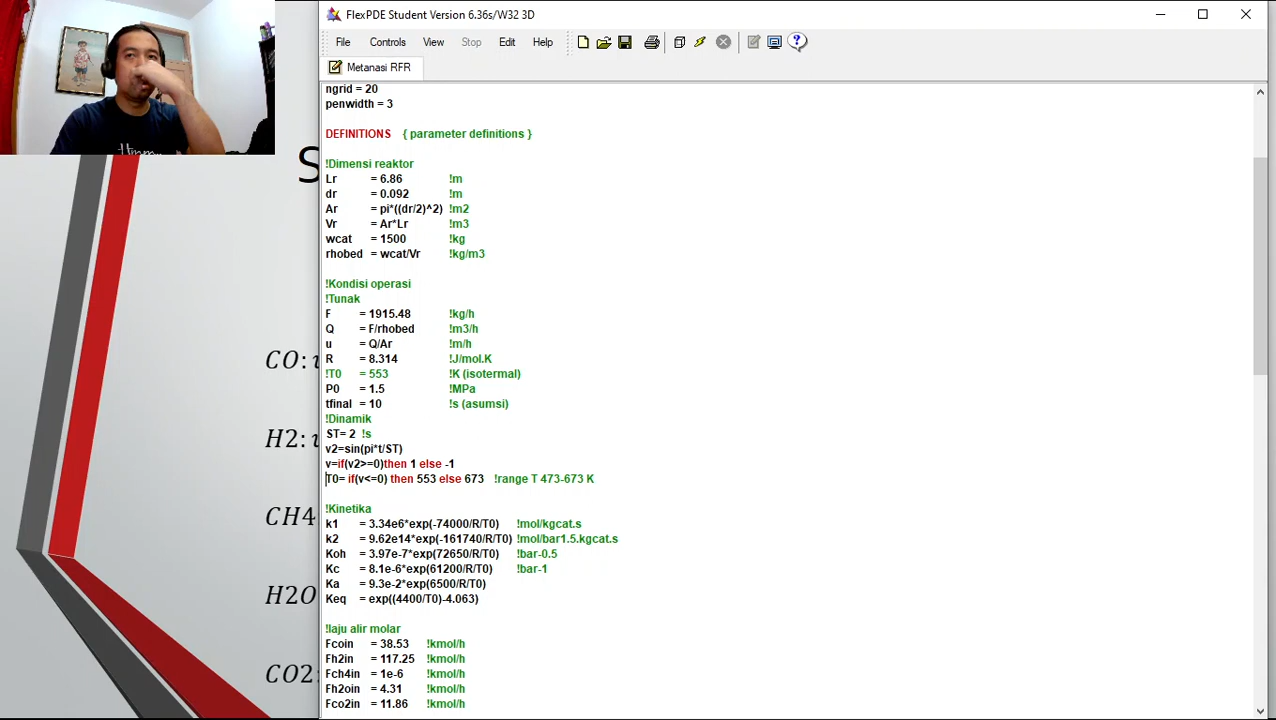 FlexPDE Student Version 6.36s/W32 3D
File Controls View Stop Edit Help
Metanasi RFR
ngrid = 20
penwidth = 3
DEFINITIONS { parameter definitions }
!Dimensi reaktor
Lr = 6.86 !m
dr = 0.092 !m
Ar = pi*((dr/2)^2) !m2
Vr = Ar*Lr !m3
wcat = 1500 !kg
rhobed = wcat/Vr !kg/m3
!Kondisi operasi
!Tunak
F = 1915.48 !kg/h
Q = F/rhobed !m3/h
u = Q/Ar !m/h
R = 8.314 !J/mol.K
!T0 = 553 !K (isotermal)
P0 = 1.5 !MPa
tfinal = 10 !s (asumsi)
!Dinamik
ST= 2 !s
v2=sin(pi*t/ST)
v=if(v2>=0)then 1 else -1
T0= if(v<=0) then 553 else 673 !range T 473-673 K
!Kinetika
k1 = 3.34e6*exp(-74000/R/T0) !mol/kgcat.s
k2 = 9.62e14*exp(-161740/R/T0) !mol/bar1.5.kgcat.s
Koh = 3.97e-7*exp(72650/R/T0) !bar-0.5
Kc = 8.1e-6*exp(61200/R/T0) !bar-1
Ka = 9.3e-2*exp(6500/R/T0)
Keq = exp((4400/T0)-4.063)
!laju alir molar
Fcoin = 38.53 !kmol/h
Fh2in = 117.25 !kmol/h
Fch4in = 1e-6 !kmol/h
Fh2oin = 4.31 !kmol/h
Fco2in = 11.86 !kmol/h
S
CO:
H2:
CH4
H2O
CO2: